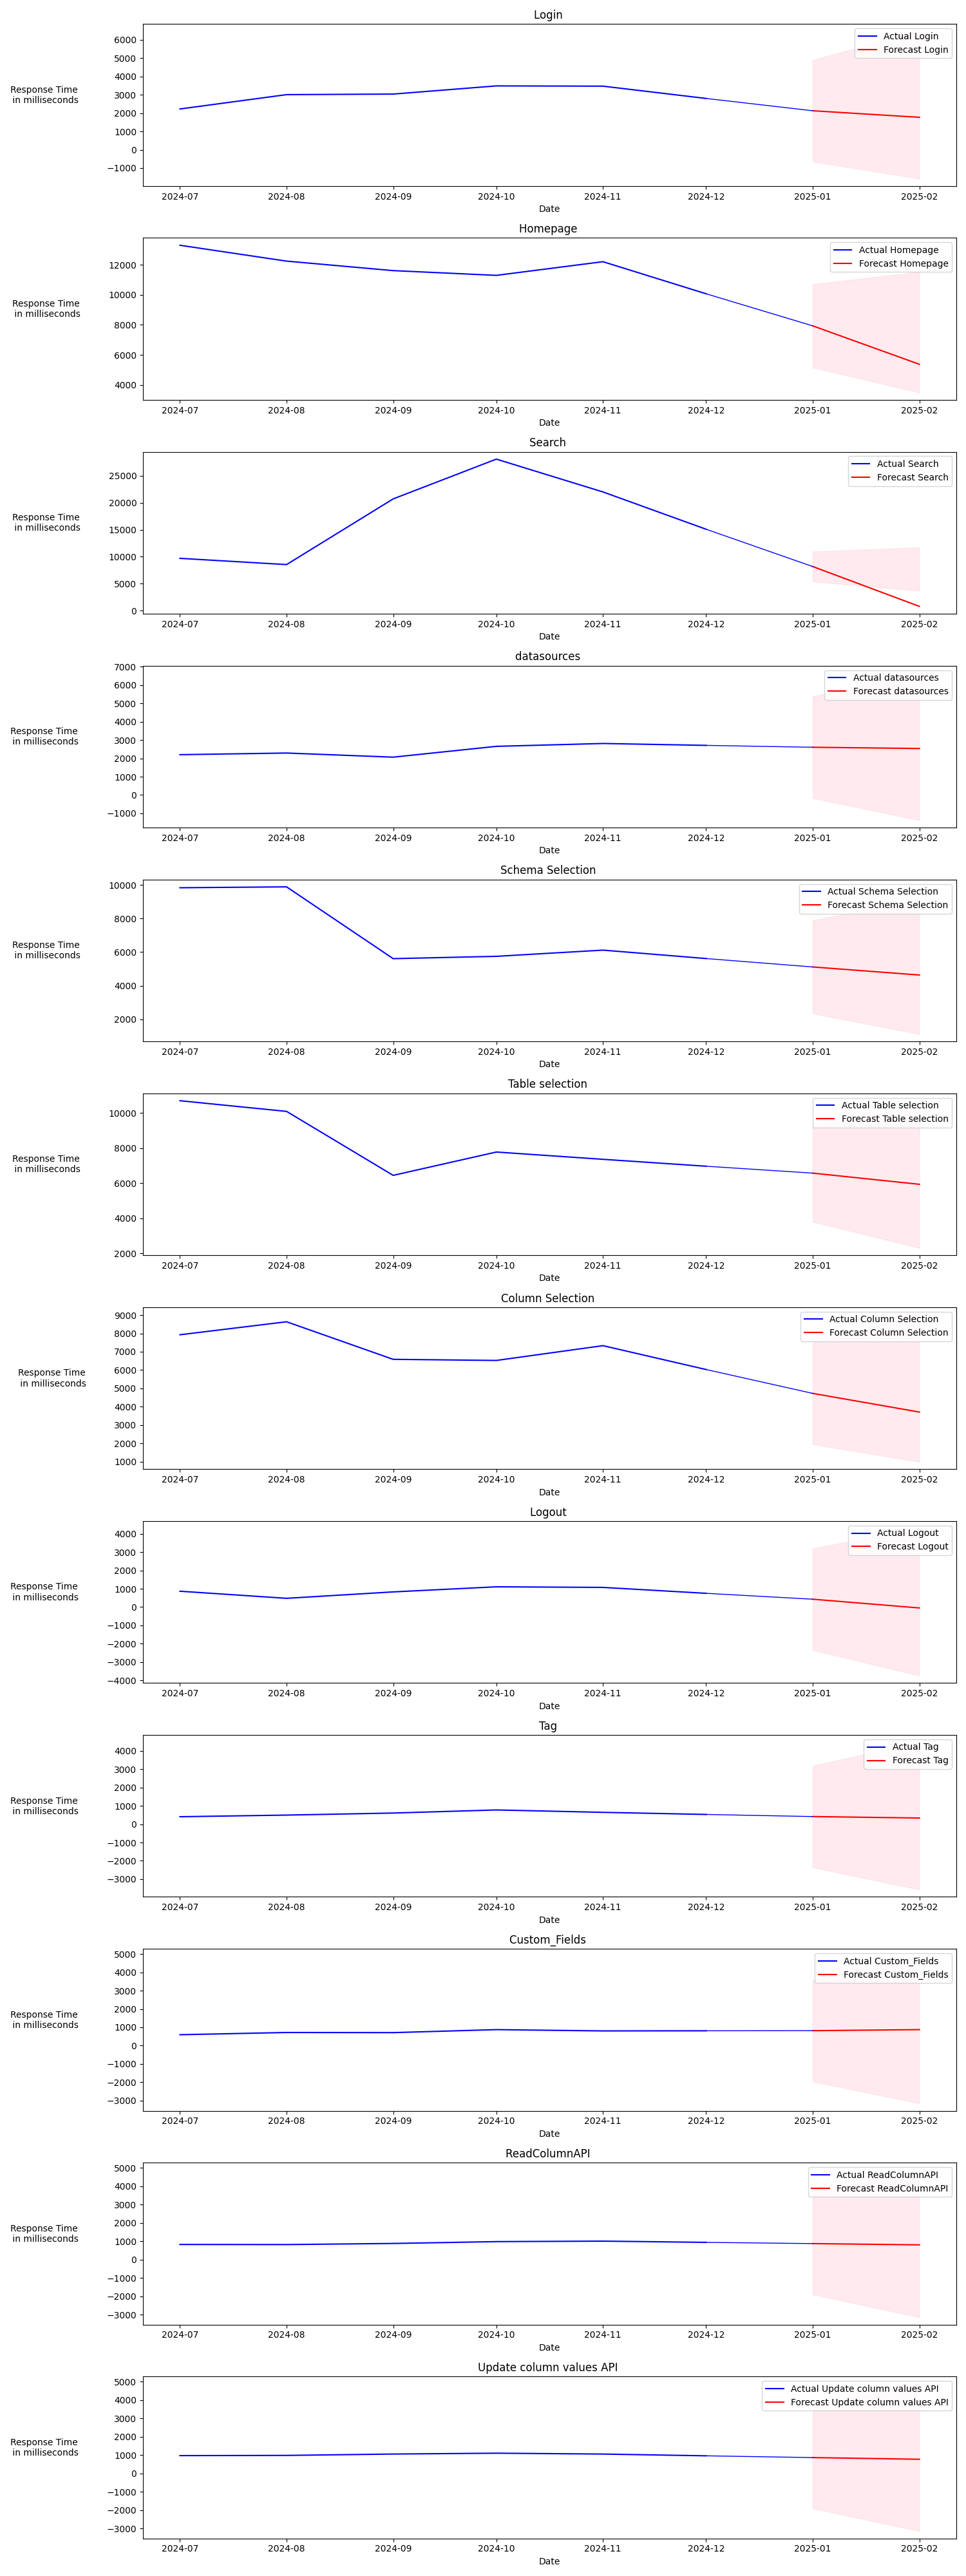 Login
Response Time
in milliseconds
6000
5000
4000
3000
2000
1000
0
−1000
Actual Login
Forecast Login
2024-07 2024-08 2024-09 2024-10 2024-11 2024-12 2025-01 2025-02
Date
Homepage
Response Time
in milliseconds
12000
10000
8000
6000
4000
Actual Homepage
Forecast Homepage
2024-07 2024-08 2024-09 2024-10 2024-11 2024-12 2025-01 2025-02
Date
Search
Response Time
in milliseconds
25000
20000
15000
10000
5000
0
Actual Search
Forecast Search
2024-07 2024-08 2024-09 2024-10 2024-11 2024-12 2025-01 2025-02
Date
datasources
Response Time
in milliseconds
7000
6000
5000
4000
3000
2000
1000
0
−1000
Actual datasources
Forecast datasources
2024-07 2024-08 2024-09 2024-10 2024-11 2024-12 2025-01 2025-02
Date
Schema Selection
Response Time
in milliseconds
10000
8000
6000
4000
2000
Actual Schema Selection
Forecast Schema Selection
2024-07 2024-08 2024-09 2024-10 2024-11 2024-12 2025-01 2025-02
Date
Table selection
Response Time
in milliseconds
10000
8000
6000
4000
2000
Actual Table selection
Forecast Table selection
2024-07 2024-08 2024-09 2024-10 2024-11 2024-12 2025-01 2025-02
Date
Column Selection
Response Time
in milliseconds
9000
8000
7000
6000
5000
4000
3000
2000
1000
Actual Column Selection
Forecast Column Selection
2024-07 2024-08 2024-09 2024-10 2024-11 2024-12 2025-01 2025-02
Date
Logout
Response Time
in milliseconds
4000
3000
2000
1000
0
−1000
−2000
−3000
−4000
Actual Logout
Forecast Logout
2024-07 2024-08 2024-09 2024-10 2024-11 2024-12 2025-01 2025-02
Date
Tag
Response Time
in milliseconds
4000
3000
2000
1000
0
−1000
−2000
−3000
Actual Tag
Forecast Tag
2024-07 2024-08 2024-09 2024-10 2024-11 2024-12 2025-01 2025-02
Date
Custom_Fields
Response Time
in milliseconds
5000
4000
3000
2000
1000
0
−1000
−2000
−3000
Actual Custom_Fields
Forecast Custom_Fields
2024-07 2024-08 2024-09 2024-10 2024-11 2024-12 2025-01 2025-02
Date
ReadColumnAPI
Response Time
in milliseconds
5000
4000
3000
2000
1000
0
−1000
−2000
−3000
Actual ReadColumnAPI
Forecast ReadColumnAPI
2024-07 2024-08 2024-09 2024-10 2024-11 2024-12 2025-01 2025-02
Date
Update column values API
Response Time
in milliseconds
5000
4000
3000
2000
1000
0
−1000
−2000
−3000
Actual Update column values API
Forecast Update column values API
2024-07 2024-08 2024-09 2024-10 2024-11 2024-12 2025-01 2025-02
Date